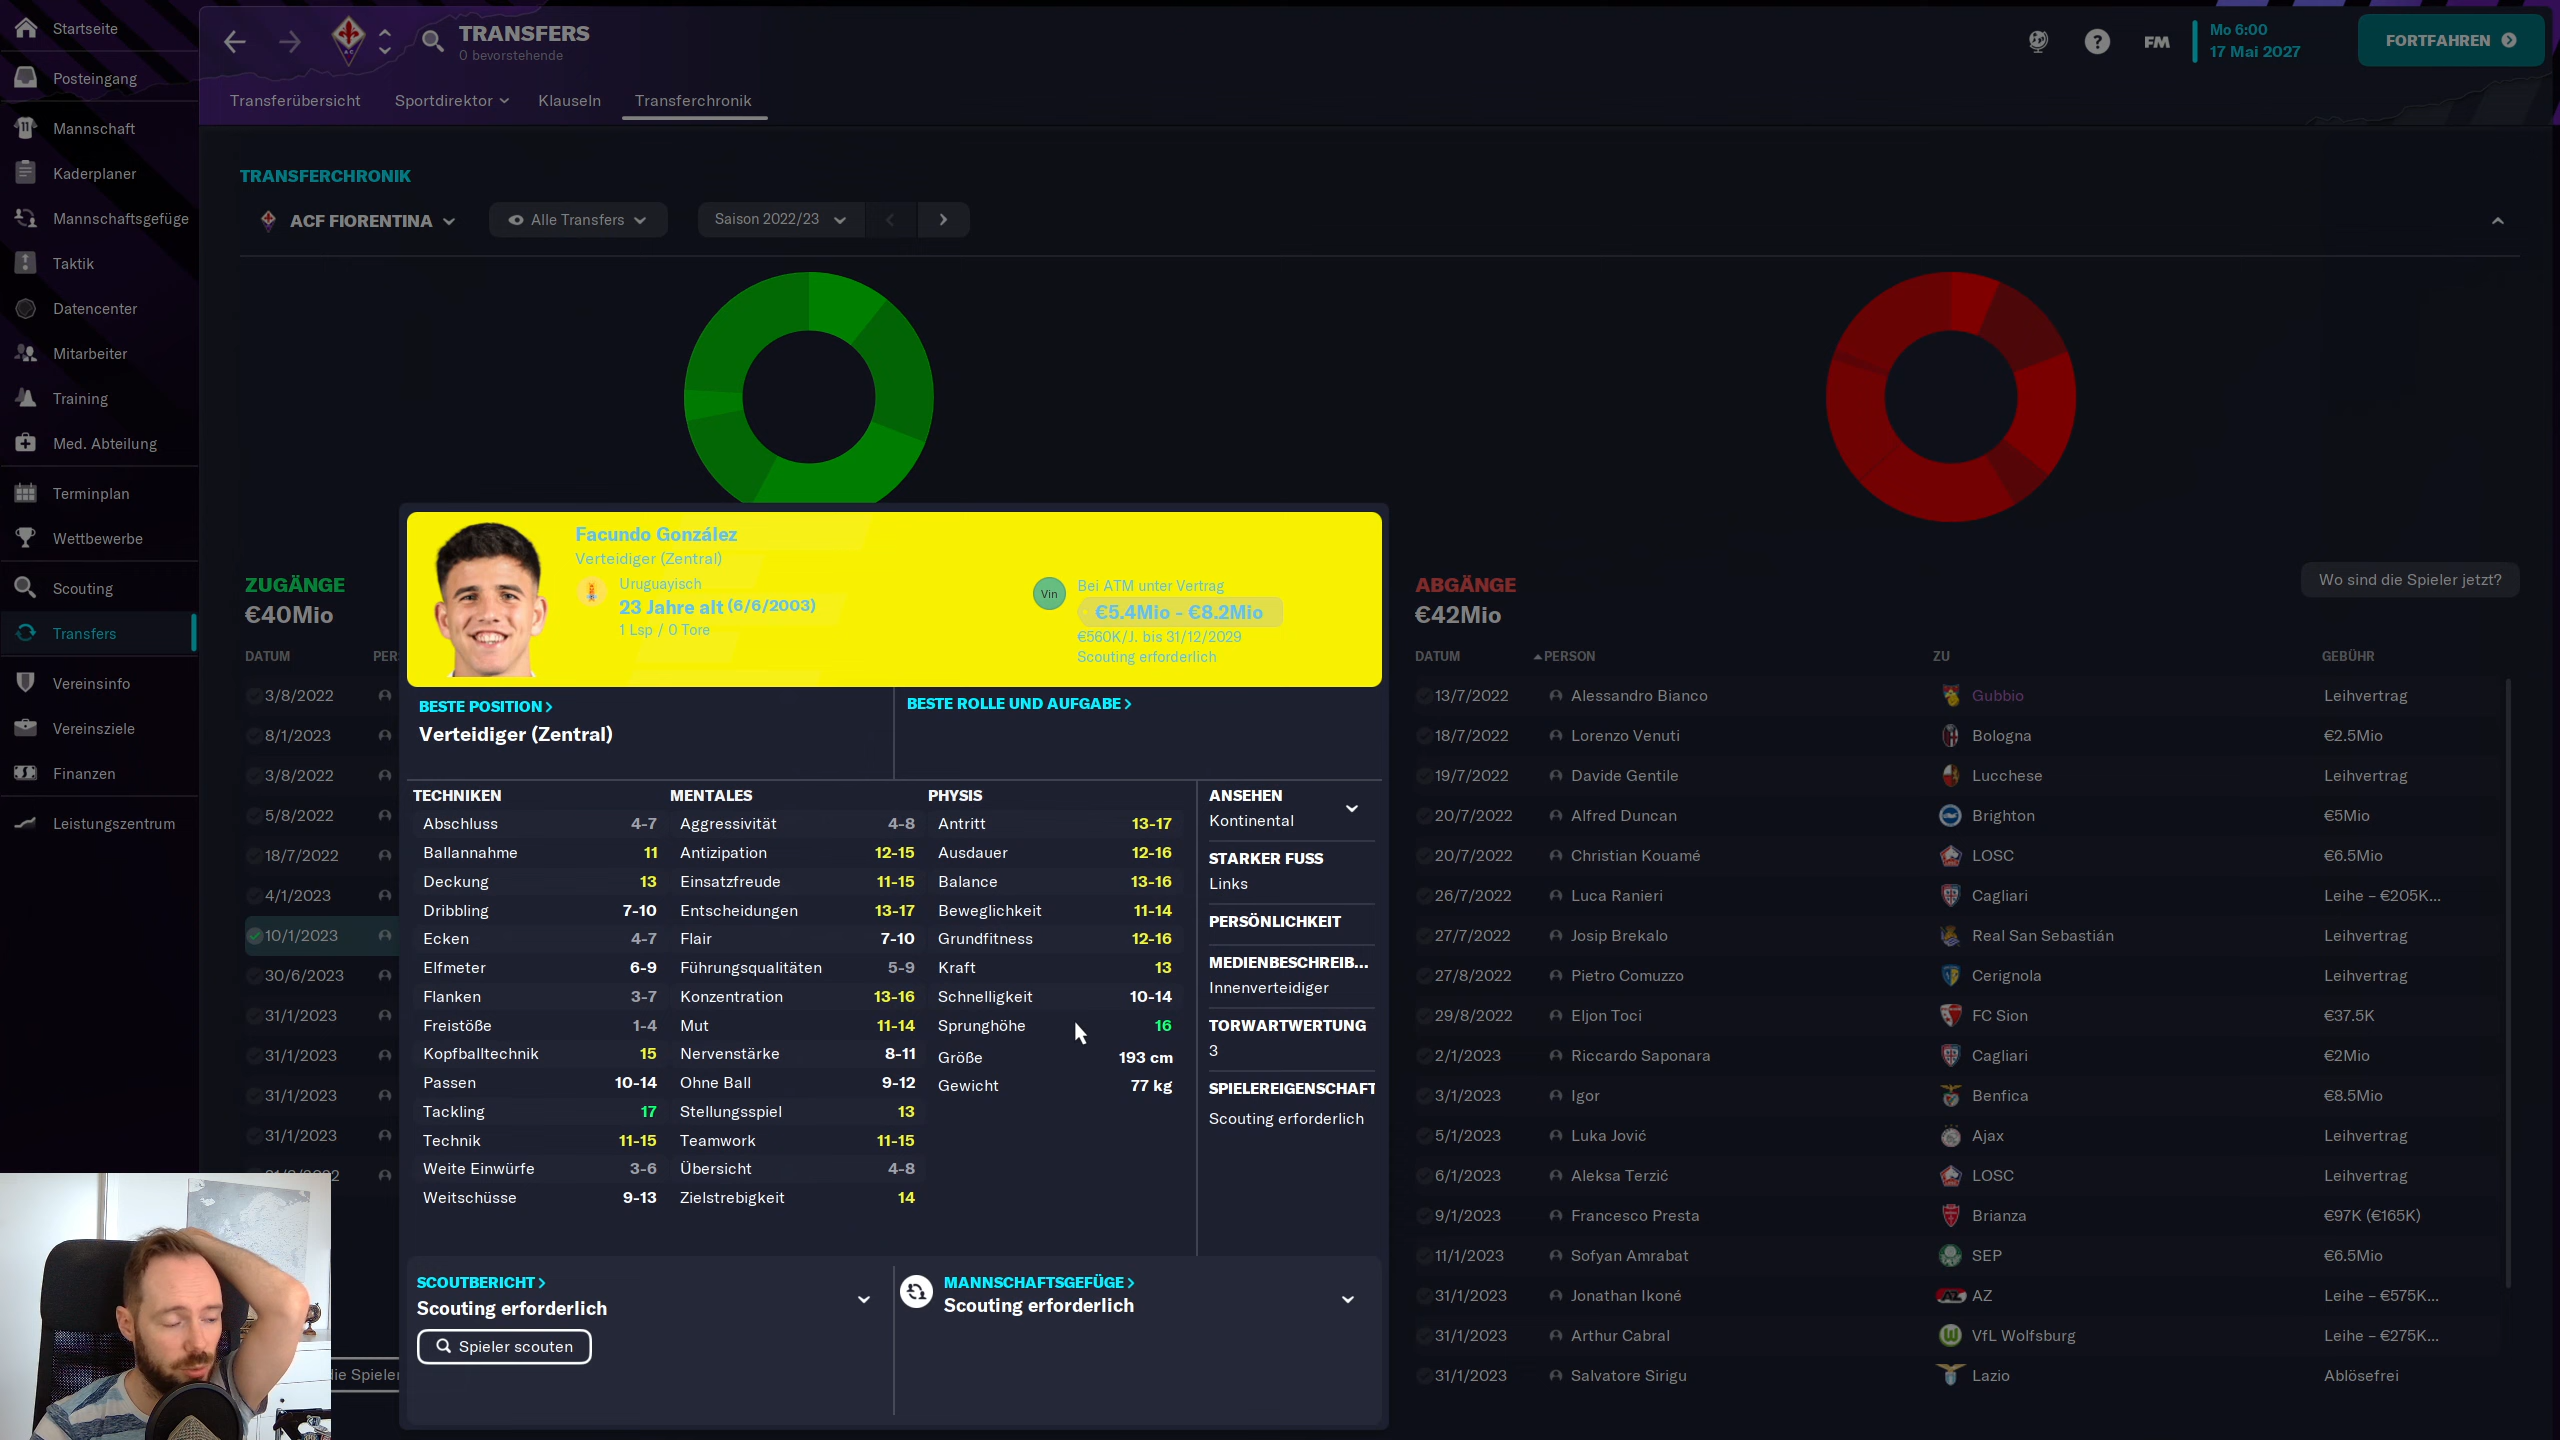 Startseite
Posteingang
Mannschaft
Kaderplaner
Mannschaftsgefüge
Taktik
Datencenter
Mitarbeiter
Training
Med. Abteilung
Terminplan
Wettbewerbe
Scouting
Transfers
Vereinsinfo
Vereinsziele
Finanzen
Leistungszentrum
TRANSFERS
0 bevorstehende
FM
Mo 6:00
17 Mai 2027
FORTFAHREN
Transferübersicht Sportdirektor Klauseln Transferchronik
TRANSFERCHRONIK
ACF FIORENTINA Alle Transfers Saison 2022/23
ZUGÄNGE
€40Mio
DATUM PER
3/8/2022
8/1/2023
3/8/2022
5/8/2022
18/7/2022
4/1/2023
10/1/2023
30/6/2023
31/1/2023
31/1/2023
31/1/2023
31/1/2023
die Spieler
Facundo González
Verteidiger (Zentral)
Uruguayisch
23 Jahre alt (6/6/2003)
1 Lsp / 0 Tore
Vin
Bei ATM unter Vertrag
€5.4Mio - €8.2Mio
€560K/J. bis 31/12/2029
Scouting erforderlich
BESTE POSITION
Verteidiger (Zentral)
BESTE ROLLE UND AUFGABE
TECHNIKEN
Abschluss 4-7
Ballannahme 11
Deckung 13
Dribbling 7-10
Ecken 4-7
Elfmeter 6-9
Flanken 3-7
Freistöße 1-4
Kopfballtechnik 15
Passen 10-14
Tackling 17
Technik 11-15
Weite Einwürfe 3-6
Weitschüsse 9-13
MENTALES
Aggressivität 4-8
Antizipation 12-15
Einsatzfreude 11-15
Entscheidungen 13-17
Flair 7-10
Führungsqualitäten 5-9
Konzentration 13-16
Mut 11-14
Nervenstärke 8-11
Ohne Ball 9-12
Stellungsspiel 13
Teamwork 11-15
Übersicht 4-8
Zielstrebigkeit 14
PHYSIS
Antritt 13-17
Ausdauer 12-16
Balance 13-16
Beweglichkeit 11-14
Grundfitness 12-16
Kraft 13
Schnelligkeit 10-14
Sprunghöhe 16
Größe 193 cm
Gewicht 77 kg
ANSEHEN
Kontinental
STARKER FUSS
Links
PERSÖNLICHKEIT
MEDIENBESCHREIB...
Innenverteidiger
TORWARTWERTUNG
3
SPIELEREIGENSCHAFT
Scouting erforderlich
SCOUTBERICHT
Scouting erforderlich
Spieler scouten
MANNSCHAFTSGEFÜGE
Scouting erforderlich
ABGÄNGE
€42Mio
Wo sind die Spieler jetzt?
DATUM PERSON ZU GEBÜHR
13/7/2022 Alessandro Bianco Gubbio Leihvertrag
18/7/2022 Lorenzo Venuti Bologna €2.5Mio
19/7/2022 Davide Gentile Lucchese Leihvertrag
20/7/2022 Alfred Duncan Brighton €5Mio
20/7/2022 Christian Kouamé LOSC €6.5Mio
26/7/2022 Luca Ranieri Cagliari Leihe – €205K...
27/7/2022 Josip Brekalo Real San Sebastián Leihvertrag
27/8/2022 Pietro Comuzzo Cerignola Leihvertrag
29/8/2022 Eljon Toci FC Sion €37.5K
2/1/2023 Riccardo Saponara Cagliari €2Mio
3/1/2023 Igor Benfica €8.5Mio
5/1/2023 Luka Jović Ajax Leihvertrag
6/1/2023 Aleksa Terzić LOSC Leihvertrag
9/1/2023 Francesco Presta Brianza €97K (€165K)
11/1/2023 Sofyan Amrabat SEP €6.5Mio
31/1/2023 Jonathan Ikoné AZ Leihe – €575K...
31/1/2023 Arthur Cabral VfL Wolfsburg Leihe – €275K...
31/1/2023 Salvatore Sirigu Lazio Ablösefrei